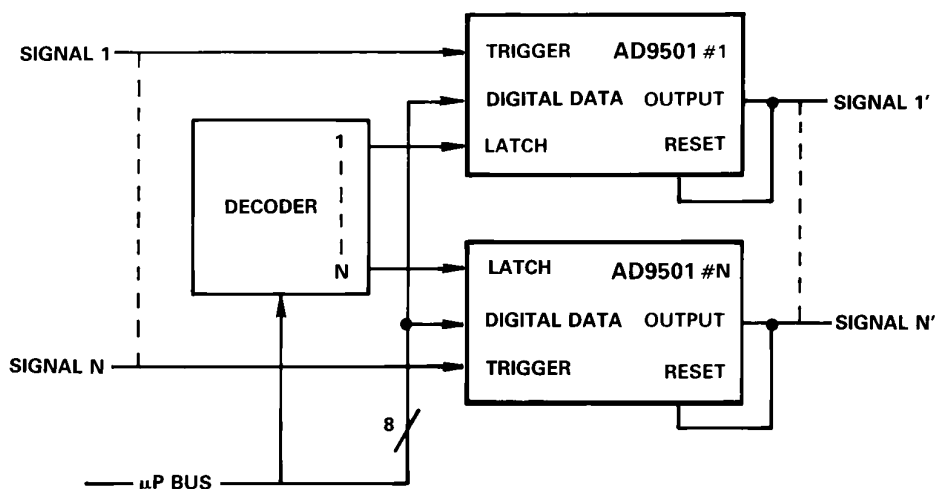 SIGNAL 1
TRIGGER
AD9501 #1
DIGITAL DATA
OUTPUT
SIGNAL 1'
LATCH
RESET
DECODER
1
N
LATCH
AD9501 #N
DIGITAL DATA
OUTPUT
SIGNAL N'
SIGNAL N
TRIGGER
RESET
8
μP BUS